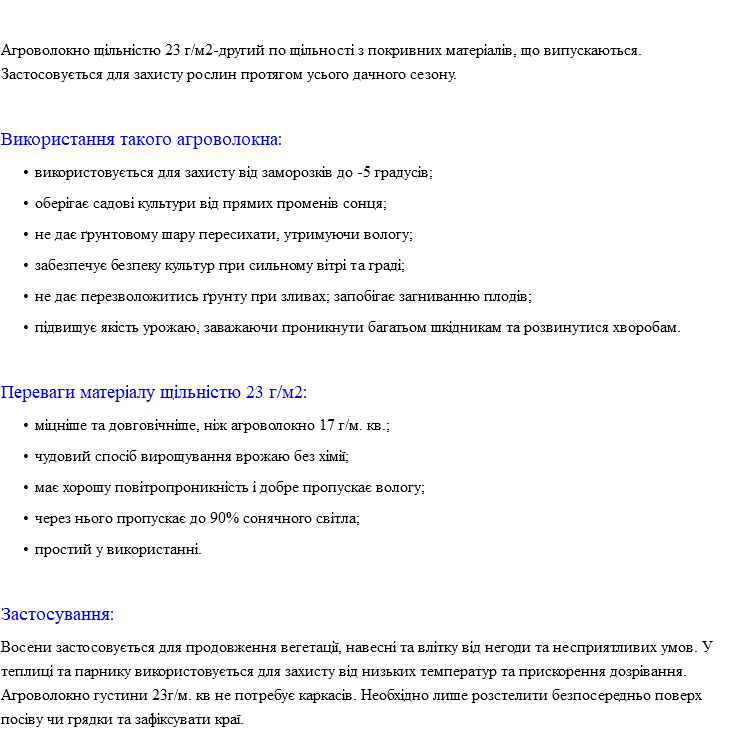 Агроволокно щільністю 23 г/м2-другий по щільності з покривних матеріалів, що випускаються.
Застосовується для захисту рослин протягом усього дачного сезону.
Використання такого агроволокна:
• використовується для захисту від заморозків до -5 градусів;
• оберігає садові культури від прямих променів сонця;
• не дає ґрунтовому шару пересихати, утримуючи вологу;
• забезпечує безпеку культур при сильному вітрі та граді;
• не дає перезволожитись ґрунту при зливах; запобігає загниванню плодів;
• підвищує якість урожаю, заважаючи проникнути багатьом шкідникам та розвинутися хворобам.
Переваги матеріалу щільністю 23 г/м2:
• міцніше та довговічніше, ніж агроволокно 17 г/м. кв.;
• чудовий спосіб вирощування врожаю без хімії;
• має хорошу повітропроникність і добре пропускає вологу;
• через нього пропускає до 90% сонячного світла;
• простий у використанні.
Застосування:
Восени застосовується для продовження вегетації, навесні та влітку від негоди та несприятливих умов. У
теплиці та парнику використовується для захисту від низьких температур та прискорення дозрівання.
Агроволокно густини 23г/м. кв не потребує каркасів. Необхідно лише розстелити безпосередньо поверх
посіву чи грядки та зафіксувати краї.